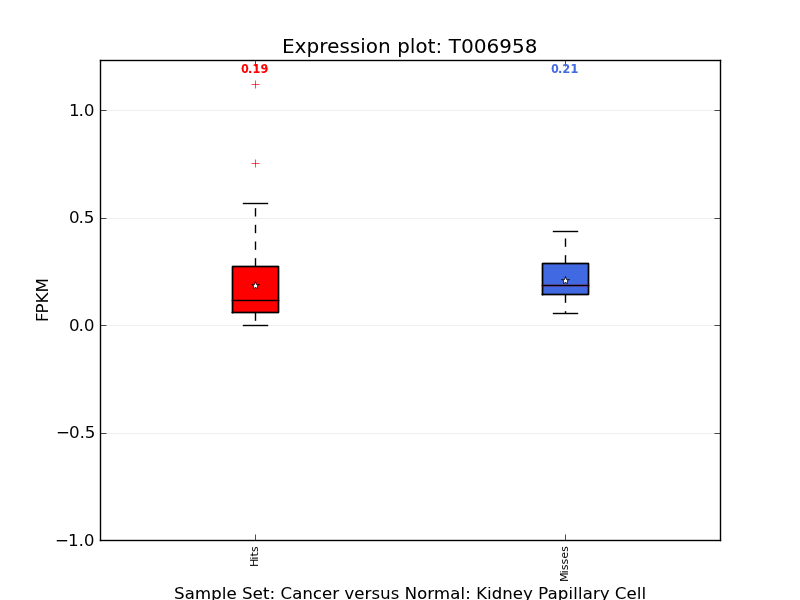 Expression plot: T006958
0.19
0.21
1.0
0.5
0.0
−0.5
−1.0
FPKM
Hits
Misses
Sample Set: Cancer versus Normal: Kidney Papillary Cell